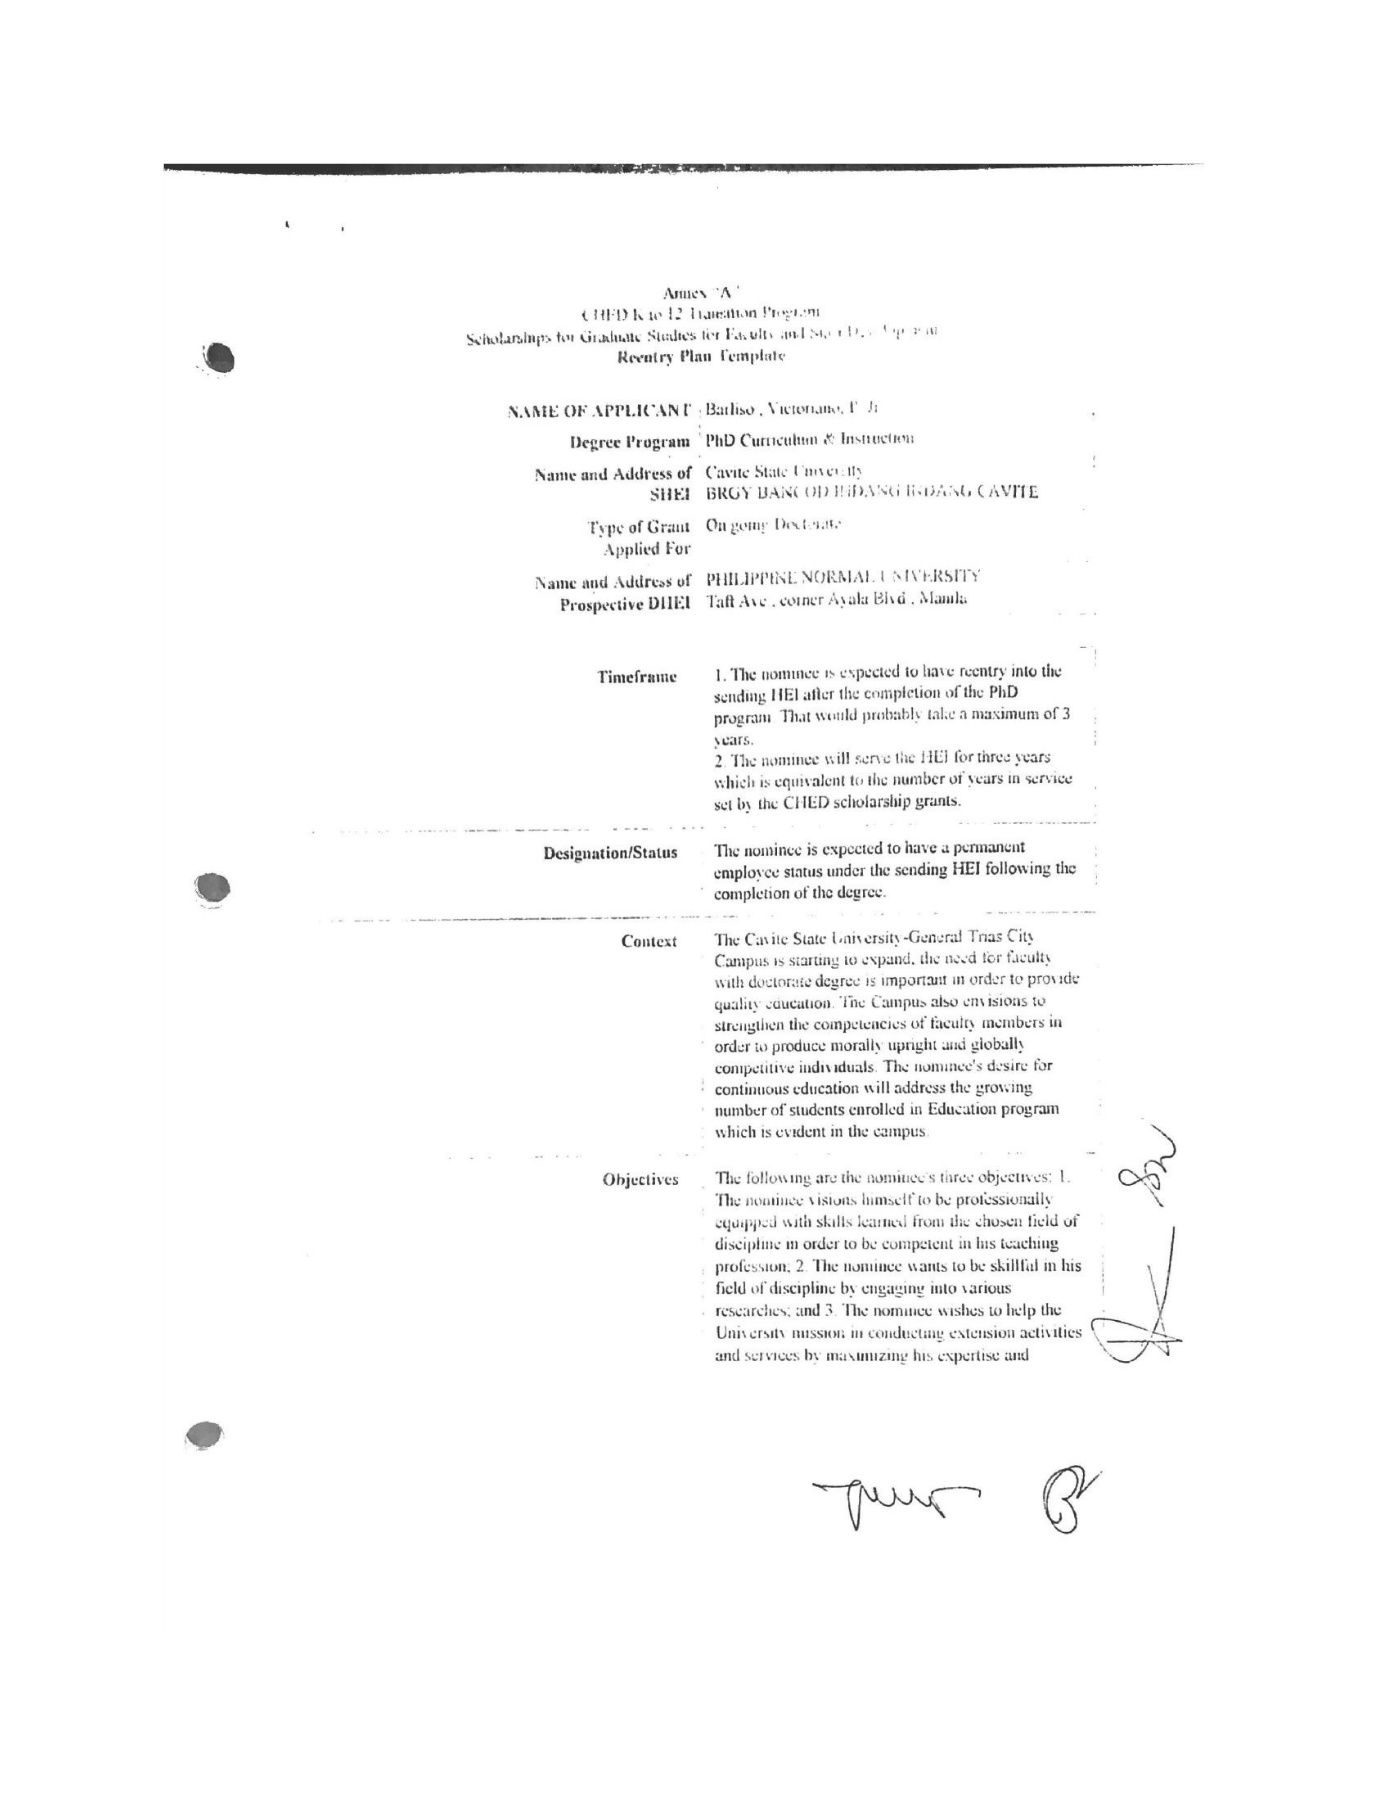 Annex "A"
CHED K to 12 Transition Program
Scholarships for Graduate Studies for Faculty and Staff Development
Reentry Plan Template
NAME OF APPLICANT : Barliso , Victoriano, Jr
Degree Program PhD Curriculum & Instruction
Name and Address of Cavite State University
SHEI BRGY BANCOD INDANG INDANG CAVITE
Type of Grant On going Doctorate
Applied For
Name and Address of PHILIPPINE NORMAL UNIVERSITY
Prospective DHEI Taft Ave , corner Ayala Blvd , Manila
Timeframe 1. The nominee is expected to have reentry into the
sending HEI after the completion of the PhD
program That would probably take a maximum of 3
years.
2. The nominee will serve the HEI for three years
which is equivalent to the number of years in service
set by the CHED scholarship grants.
Designation/Status The nominee is expected to have a permanent
employee status under the sending HEI following the
completion of the degree.
Context The Cavite State University-General Trias City
Campus is starting to expand, the need for faculty
with doctorate degree is important in order to provide
quality education. The Campus also envisions to
strengthen the competencies of faculty members in
order to produce morally upright and globally
competitive individuals. The nominee's desire for
continuous education will address the growing
number of students enrolled in Education program
which is evident in the campus.
Objectives The following are the nominee's three objectives: 1.
The nominee visions himself to be professionally
equipped with skills learned from the chosen field of
discipline in order to be competent in his teaching
profession; 2. The nominee wants to be skillful in his
field of discipline by engaging into various
researches; and 3. The nominee wishes to help the
University mission in conducting extension activities
and services by maximizing his expertise and